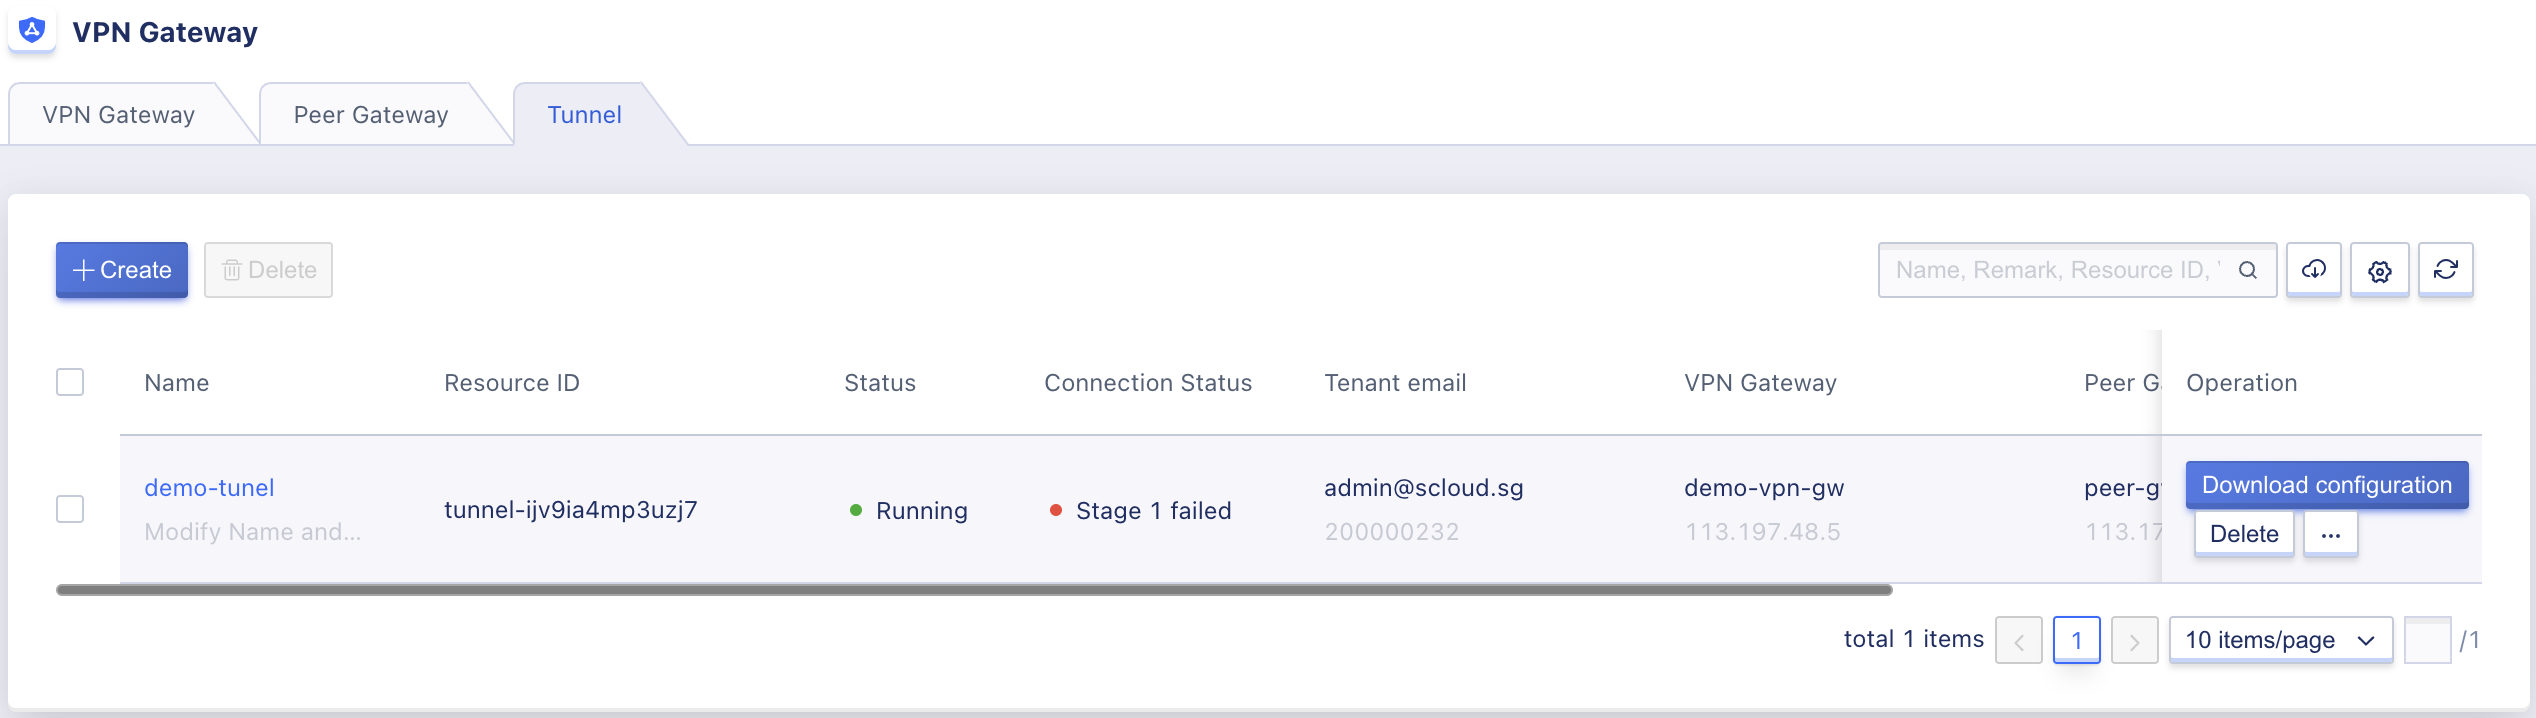 VPN Gateway
VPN Gateway Peer Gateway Tunnel
Create Delete Name, Remark, Resource ID,
Name Resource ID Status Connection Status Tenant email VPN Gateway Peer Operation
demo-tunel tunnel-ijv9ia4mp3uzj7 Running Stage 1 failed admin@scloud.sg demo-vpn-gw peer-g Download configuration
Modify Name and... 200000232 113.197.48.5 113.17 Delete ...
total 1 items < 1 > 10 items/page /1